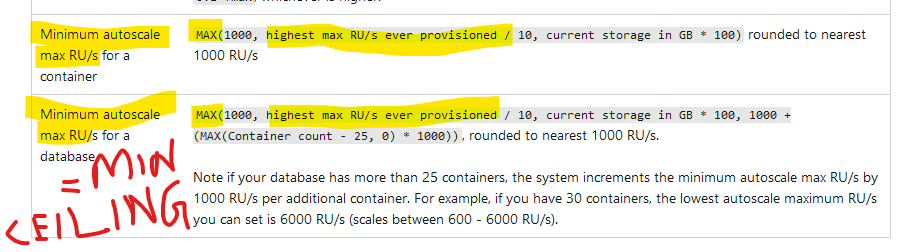 Minimum autoscale
max RU/s for a
container
MAX(1000, highest max RU/s ever provisioned / 10, current storage in GB * 100) rounded to nearest
1000 RU/s
Minimum autoscale
max RU/s for a
database
MAX(1000, highest max RU/s ever provisioned / 10, current storage in GB * 100, 1000 +
(MAX(Container count - 25, 0) * 1000)), rounded to nearest 1000 RU/s.
Note if your database has more than 25 containers, the system increments the minimum autoscale max RU/s by
1000 RU/s per additional container. For example, if you have 30 containers, the lowest autoscale maximum RU/s
you can set is 6000 RU/s (scales between 600 - 6000 RU/s).
= MIN
CEILING